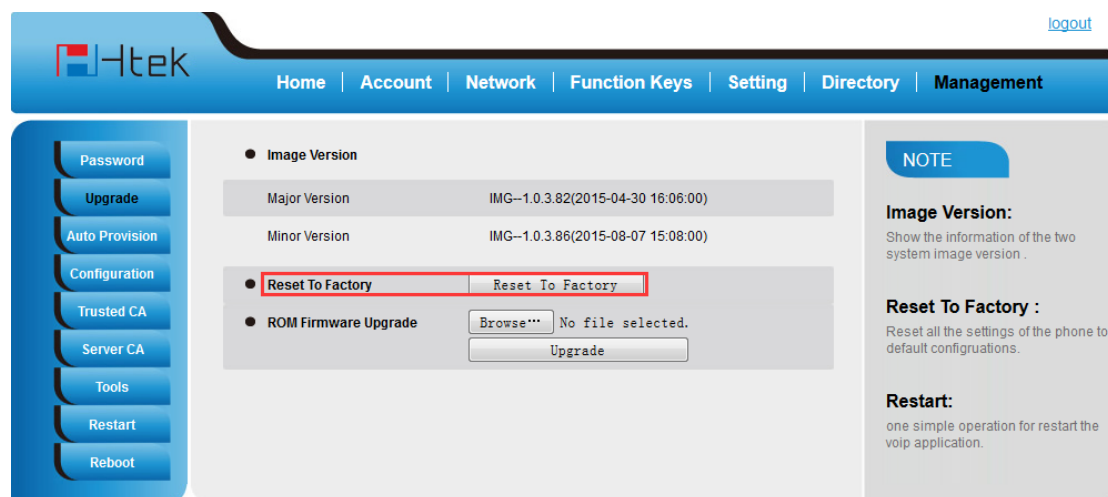 logout
Htek
Home | Account | Network | Function Keys | Setting | Directory | Management
Password
Upgrade
Auto Provision
Configuration
Trusted CA
Server CA
Tools
Restart
Reboot
Image Version
Major Version IMG--1.0.3.82(2015-04-30 16:06:00)
Minor Version IMG--1.0.3.86(2015-08-07 15:08:00)
Reset To Factory Reset To Factory
ROM Firmware Upgrade Browse··· No file selected.
Upgrade
NOTE
Image Version:
Show the information of the two
system image version .
Reset To Factory :
Reset all the settings of the phone to
default configruations.
Restart:
one simple operation for restart the
voip application.